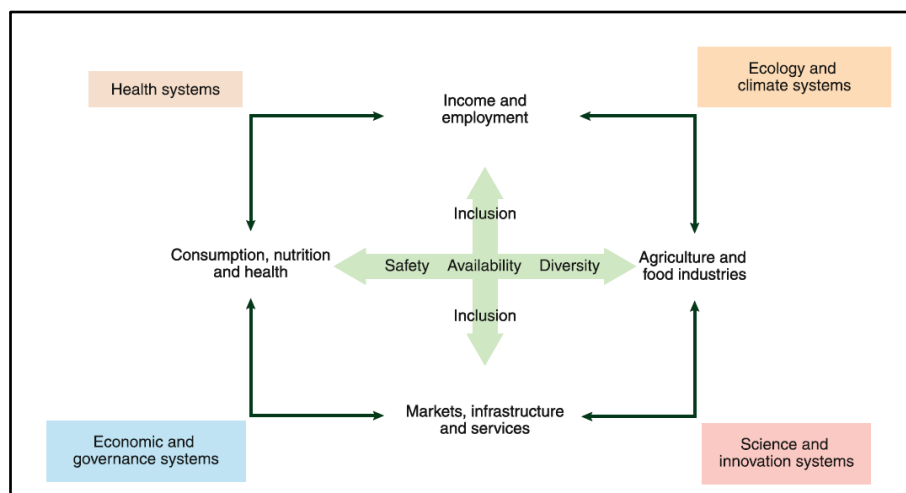 Health systems
Ecology and
climate systems
Income and
employment
Inclusion
Consumption, nutrition
and health
Safety Availability Diversity
Agriculture and
food industries
Inclusion
Markets, infrastructure
and services
Economic and
governance systems
Science and
innovation systems